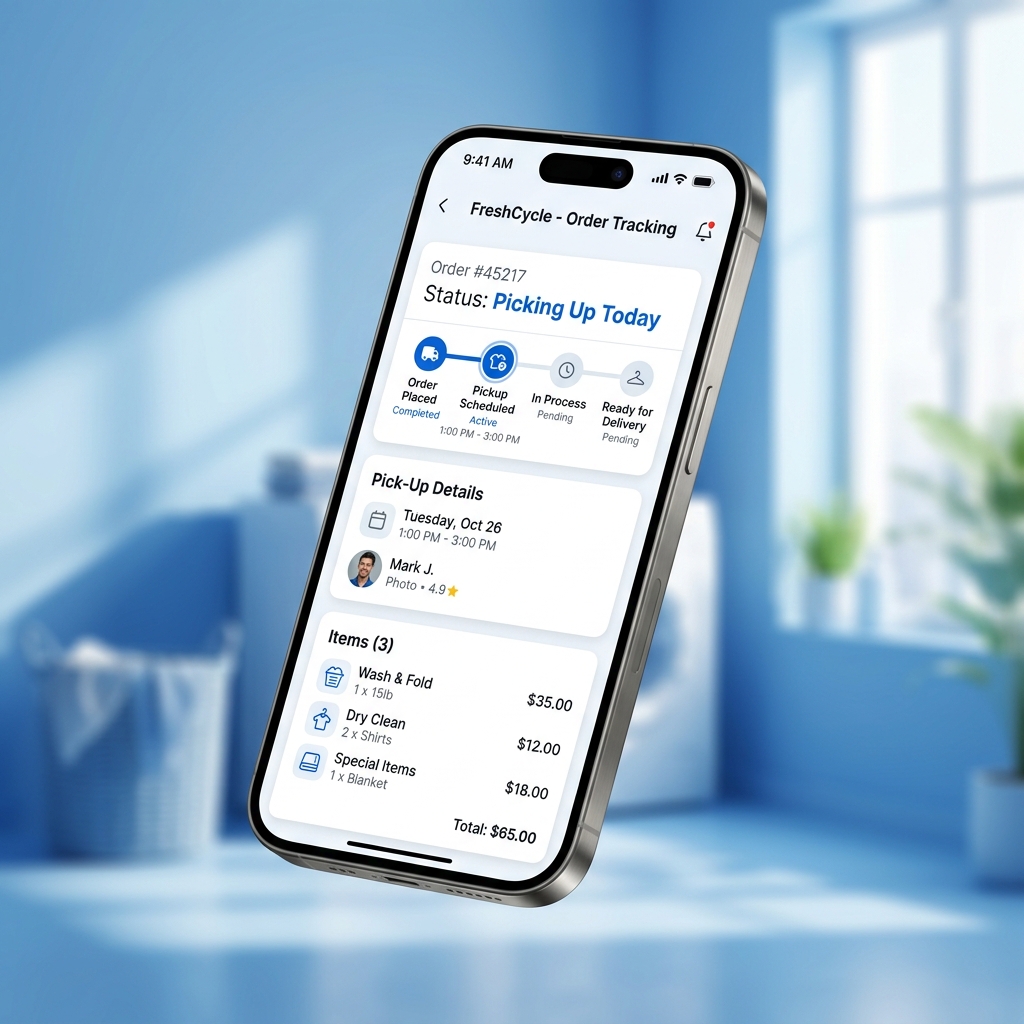 9:41 AM
FreshCycle - Order Tracking
Order #45217
Status: Picking Up Today
Order Placed
Completed
Pickup Scheduled
Active
1:00 PM - 3:00 PM
In Process
Pending
Ready for Delivery
Pending
Pick-Up Details
Tuesday, Oct 26
1:00 PM - 3:00 PM
Mark J.
Photo • 4.9⭐
Items (3)
Wash & Fold
1 x 15lb
$35.00
Dry Clean
2 x Shirts
$12.00
Special Items
1 x Blanket
$18.00
Total: $65.00